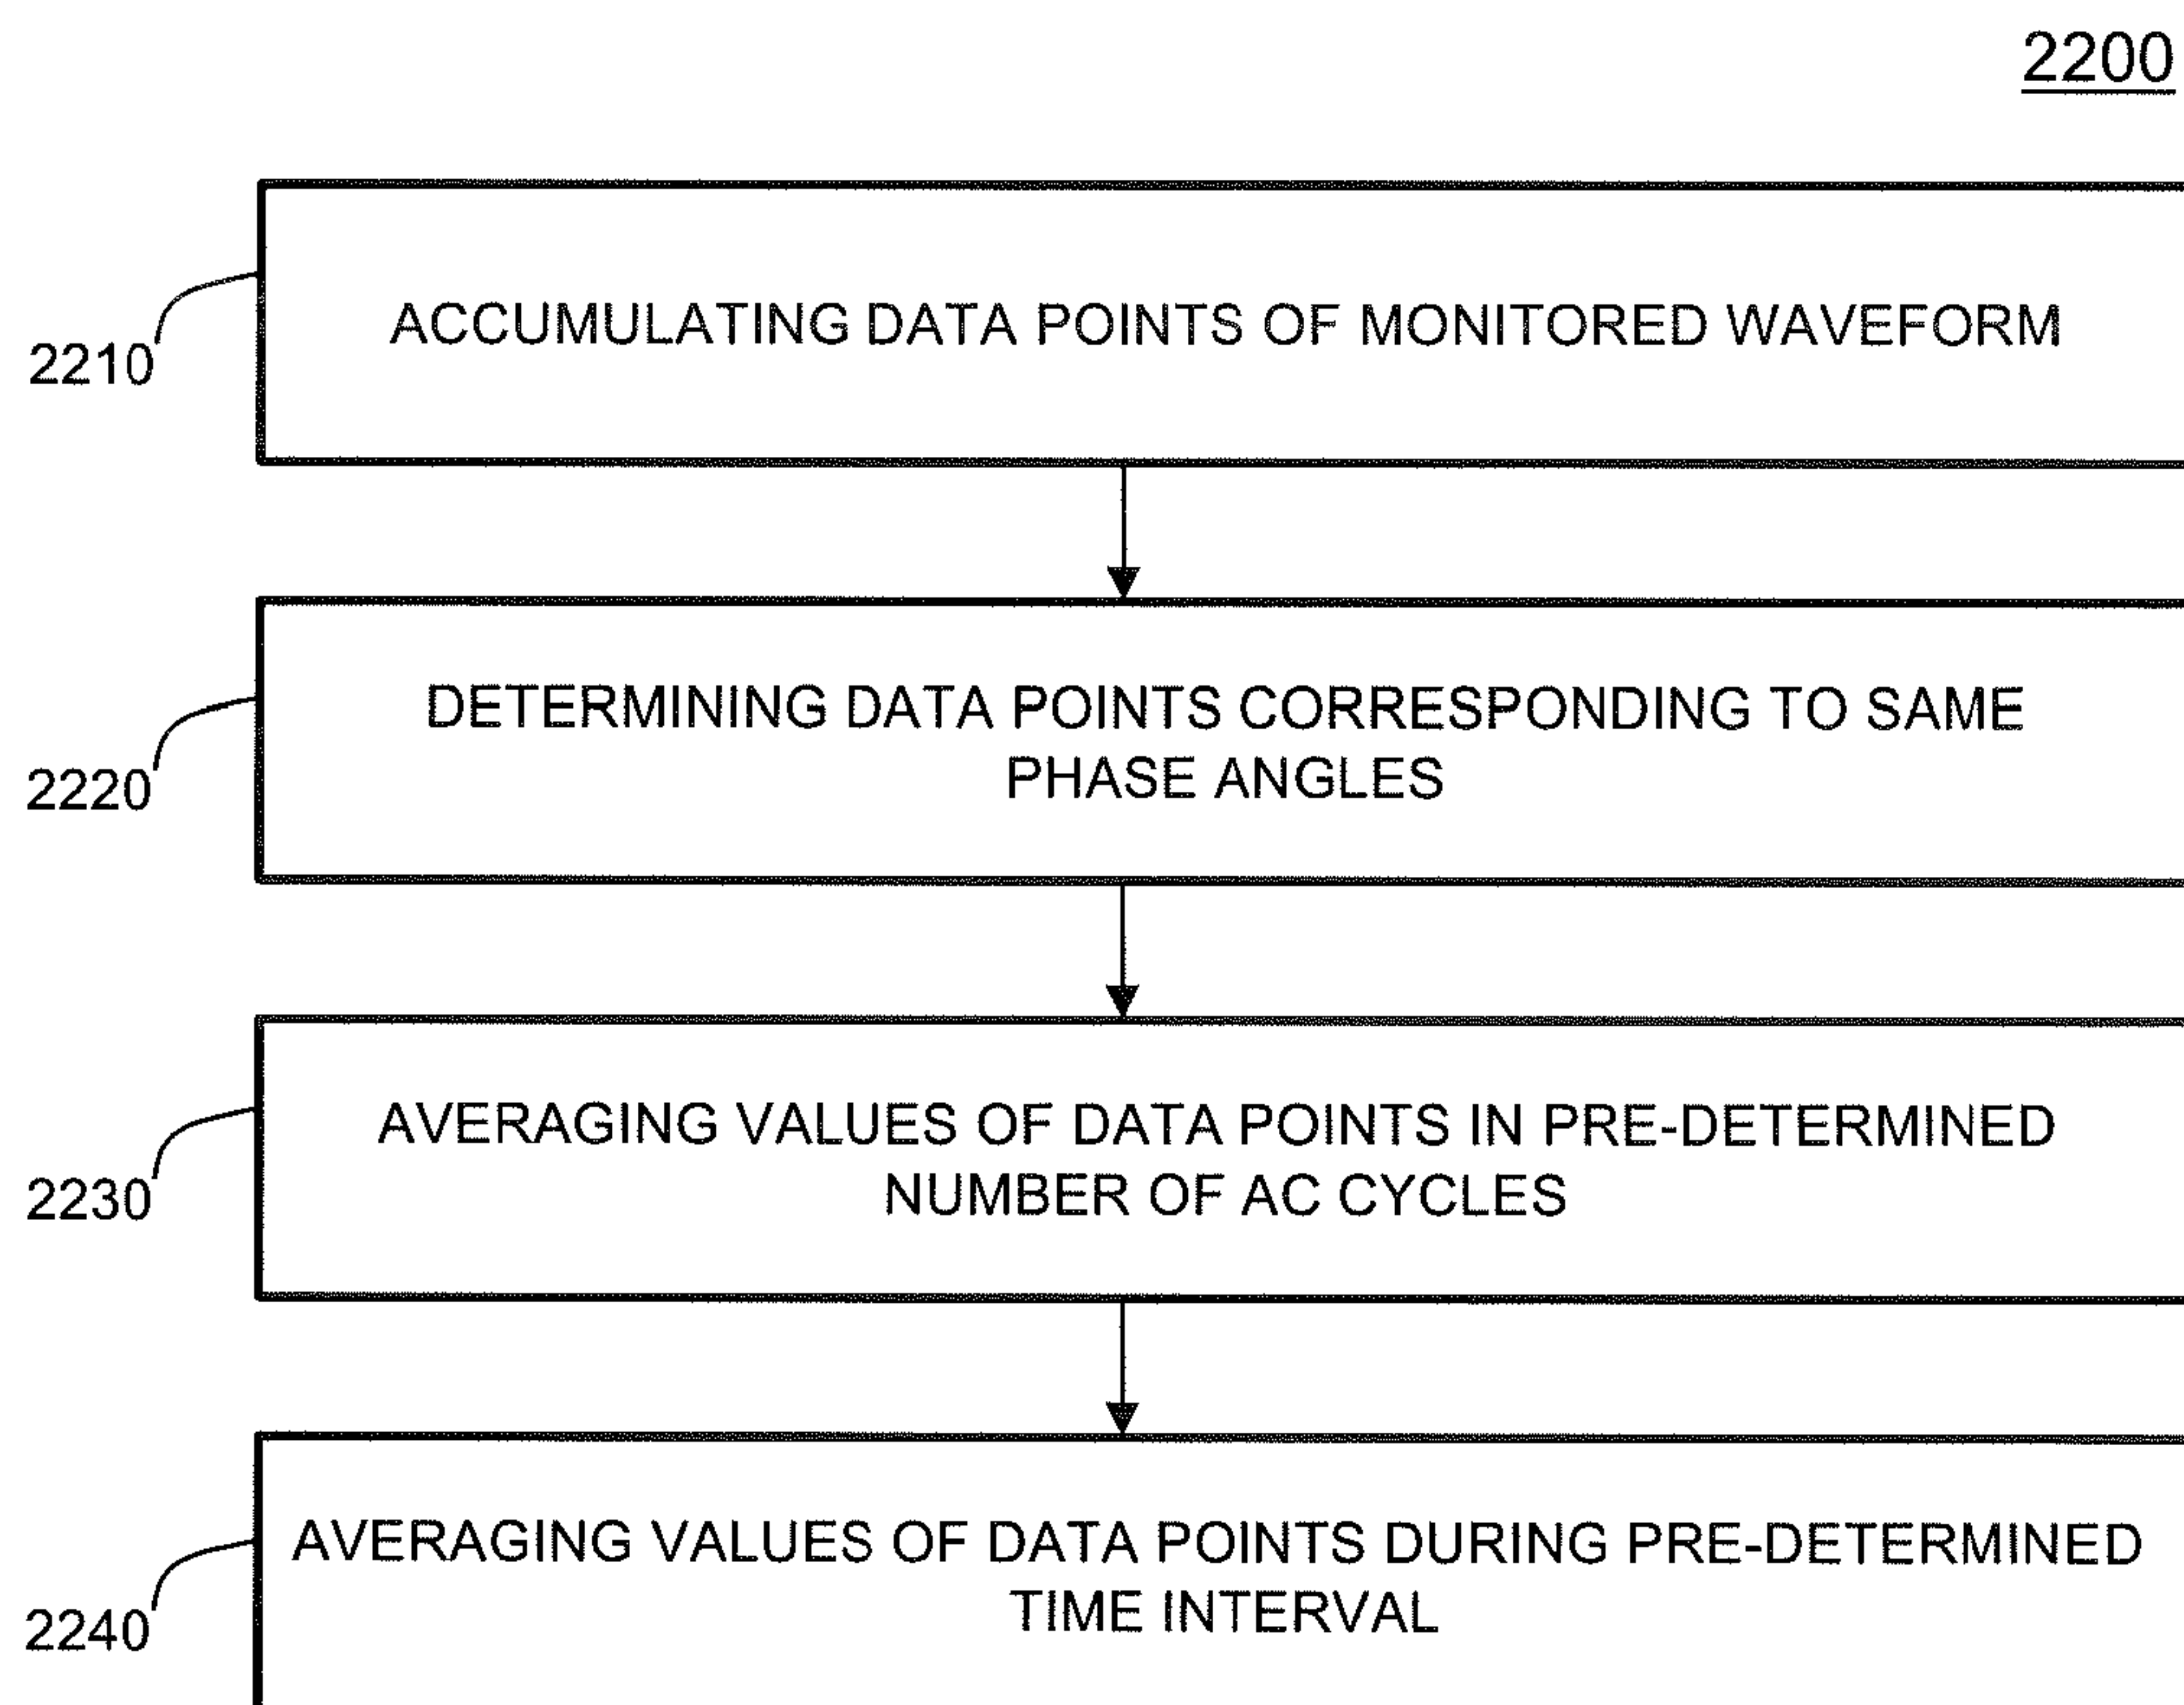 2200
ACCUMULATING DATA POINTS OF MONITORED WAVEFORM
2210
DETERMINING DATA POINTS CORRESPONDING TO SAME
PHASE ANGLES
2220
AVERAGING VALUES OF DATA POINTS IN PRE-DETERMINED
NUMBER OF AC CYCLES
2230
AVERAGING VALUES OF DATA POINTS DURING PRE-DETERMINED
TIME INTERVAL
2240